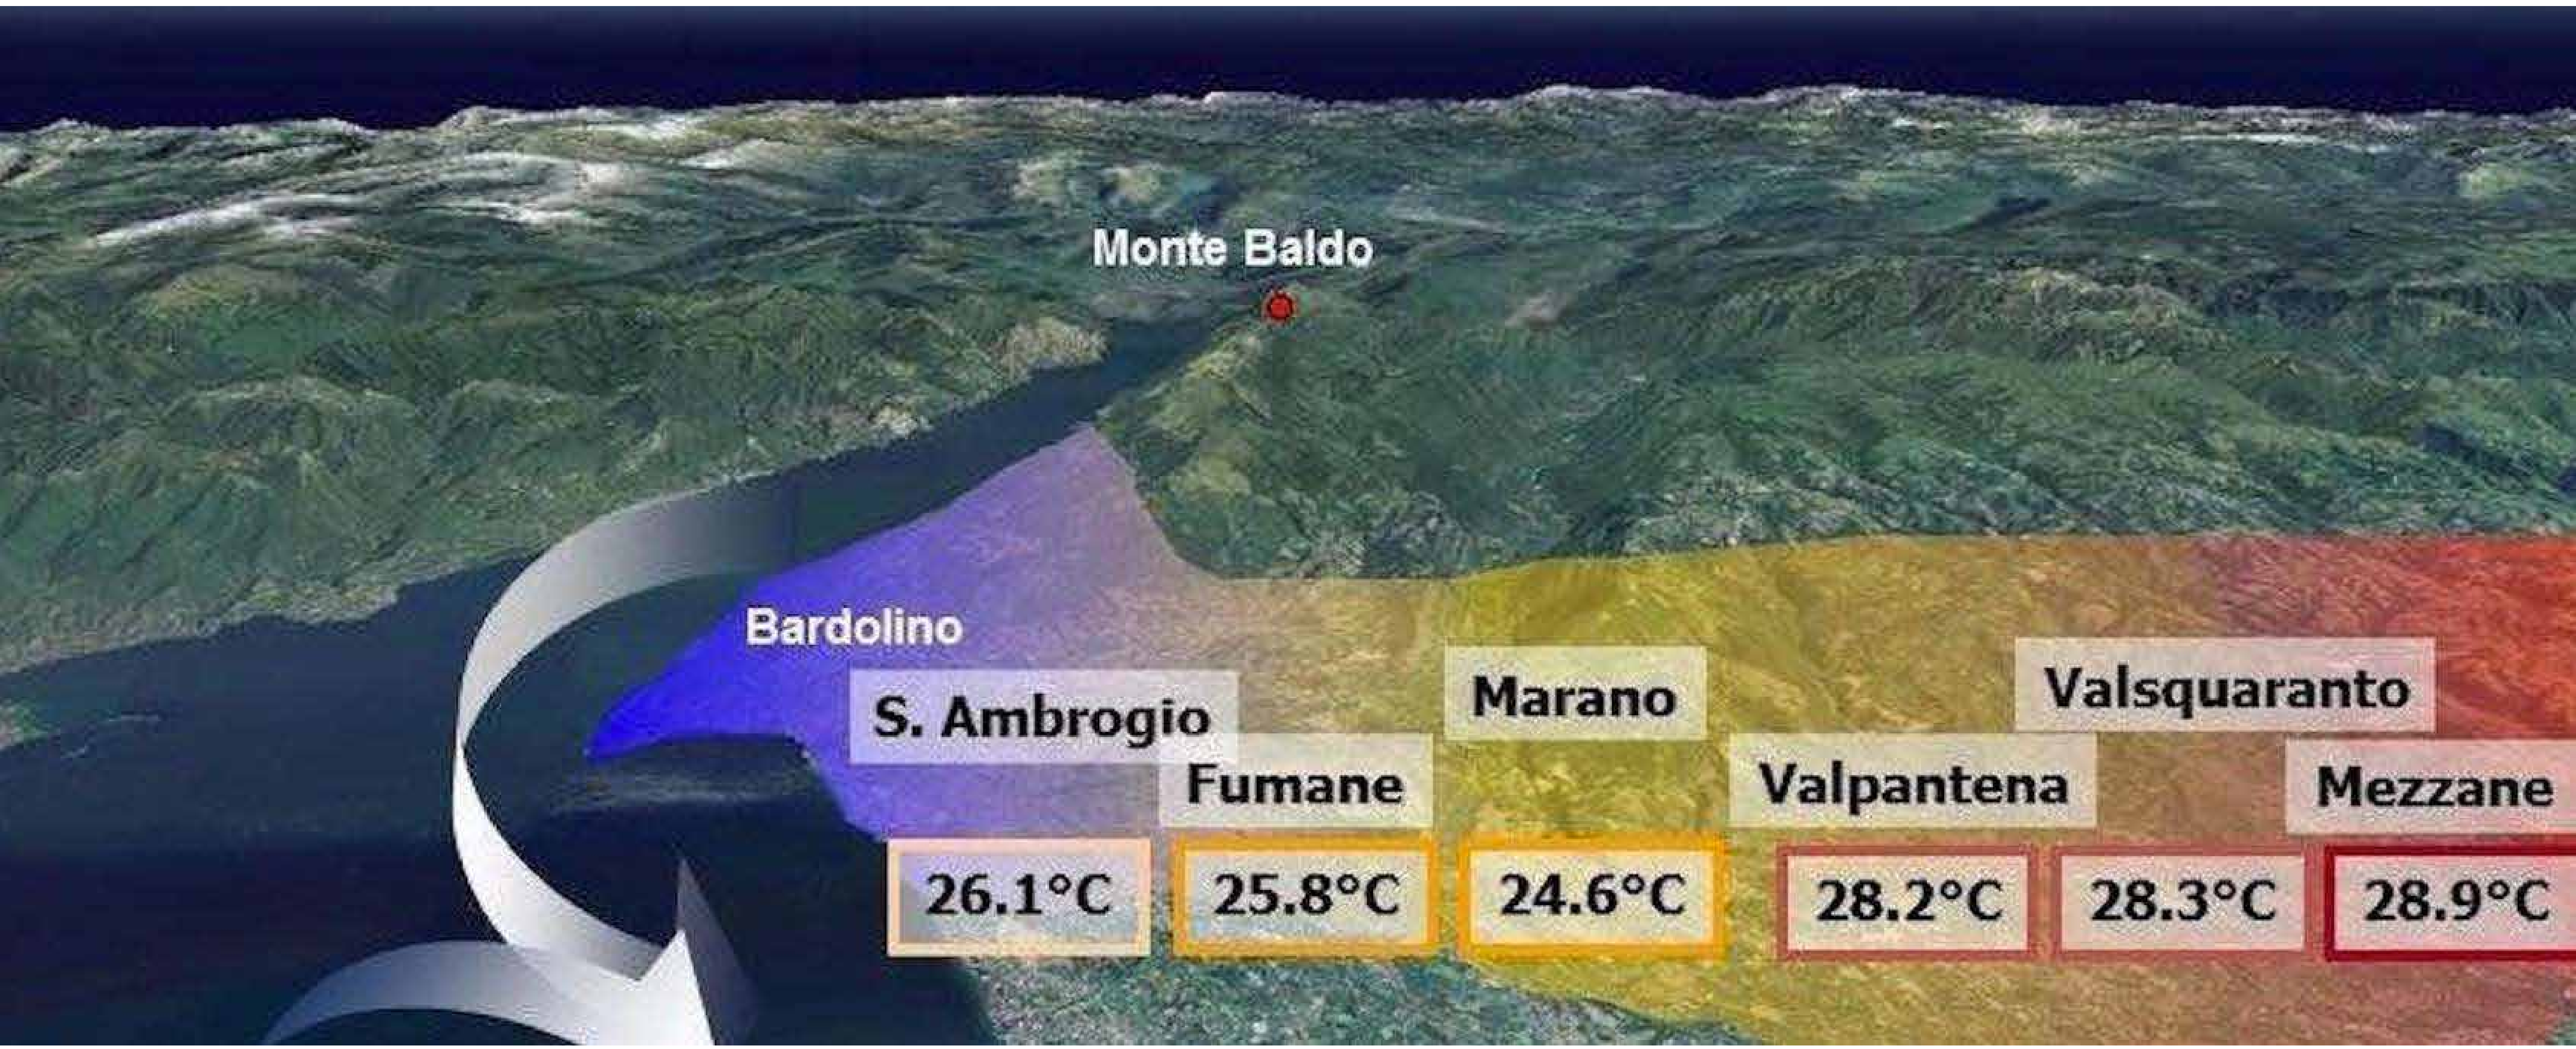 Monte Baldo
Bardolino
S. Ambrogio
Fumane
Marano
Valpantena
Valsquaranto
Mezzane
26.1°C
25.8°C
24.6°C
28.2°C
28.3°C
28.9°C